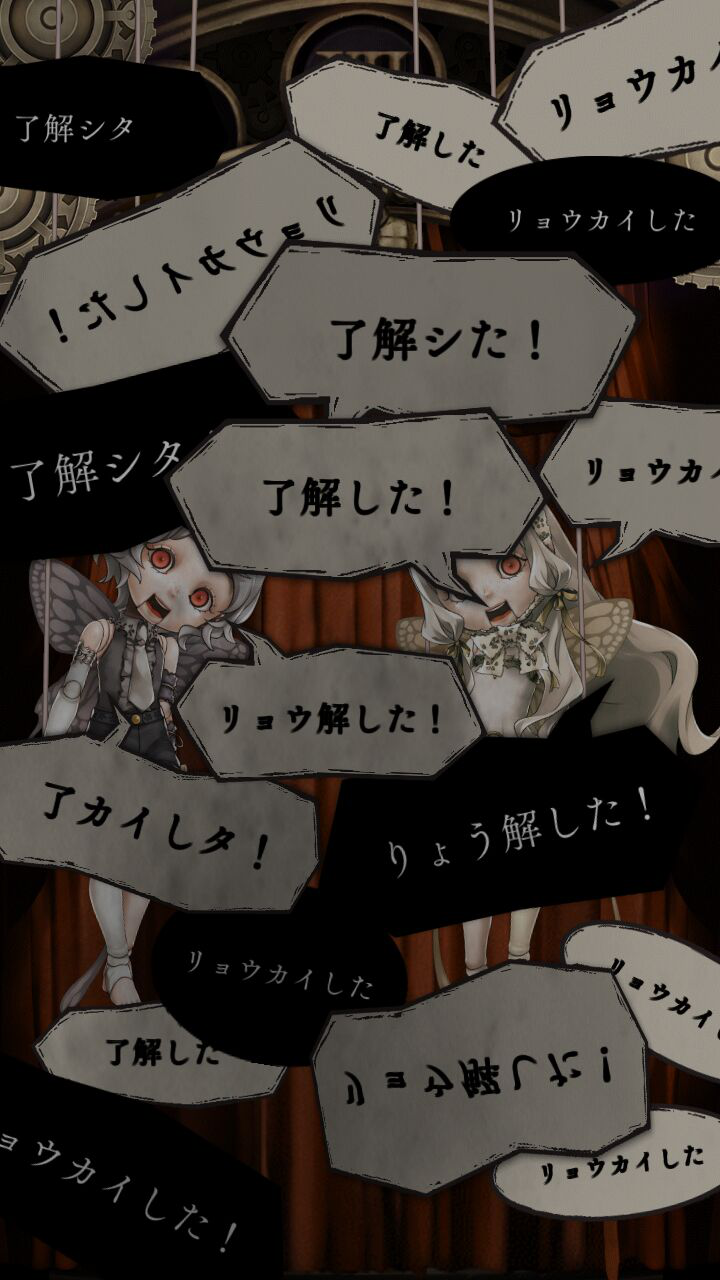 了解シタ
了解した
リョウカ
リョウカイした
リョウカイした！
了解シた！
了解シタ
了解した！
リョウカイ
リョウ解した！
了カイしタ！
りょう解した！
リョウカイした
リョウカイし
了解した
リョウ解した！
リョウカイした
ョウカイした！